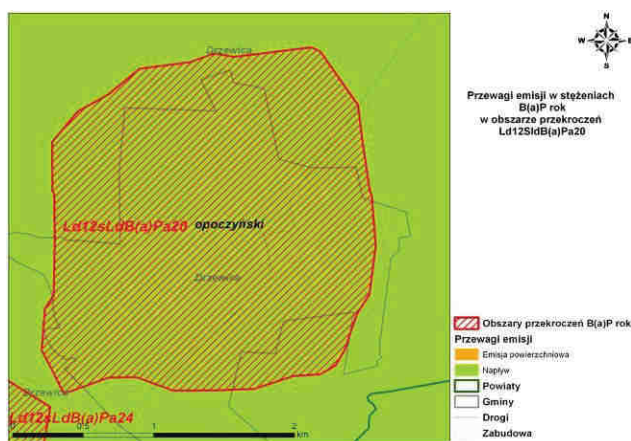 Drzewica
N
W E
S
Przewagi emisji w stężeniach
B(a)P rok
w obszarze przekroczeń
Ld12SldB(a)Pa20
Ld12sLdB(a)Pa20 opoczyński
Drzewica
Obszary przekroczeń B(a)P rok
Przewagi emisji
Emisja powierzchniowa
Napływ
Powiaty
Gminy
Drogi
Zabudowa
Drzewica
Ld12sLdB(a)Pa24
0 0,5 1 2
km